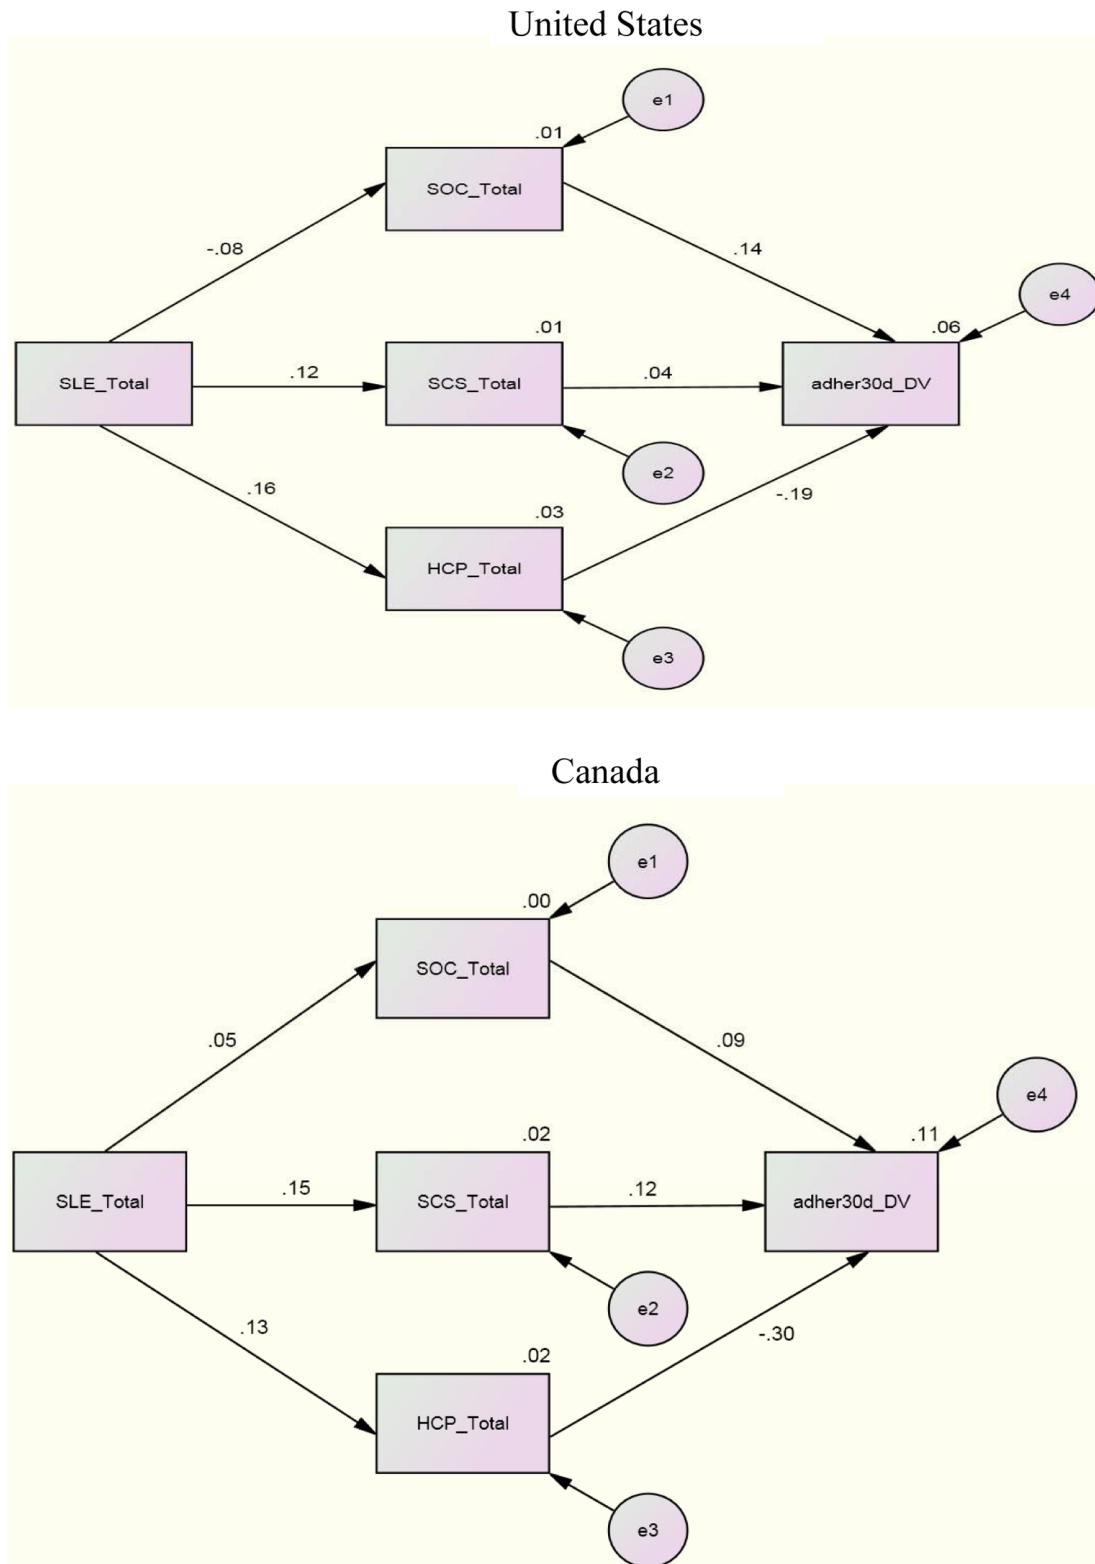 United States
e1
.01
SOC_Total
-.08
.14
e4
.01
.06
SLE_Total
.12
SCS_Total
.04
adher30d_DV
e2
.16
-.19
.03
HCP_Total
e3
Canada
e1
.00
SOC_Total
.05
.09
e4
.02
.11
SLE_Total
.15
SCS_Total
.12
adher30d_DV
e2
.13
-.30
.02
HCP_Total
e3